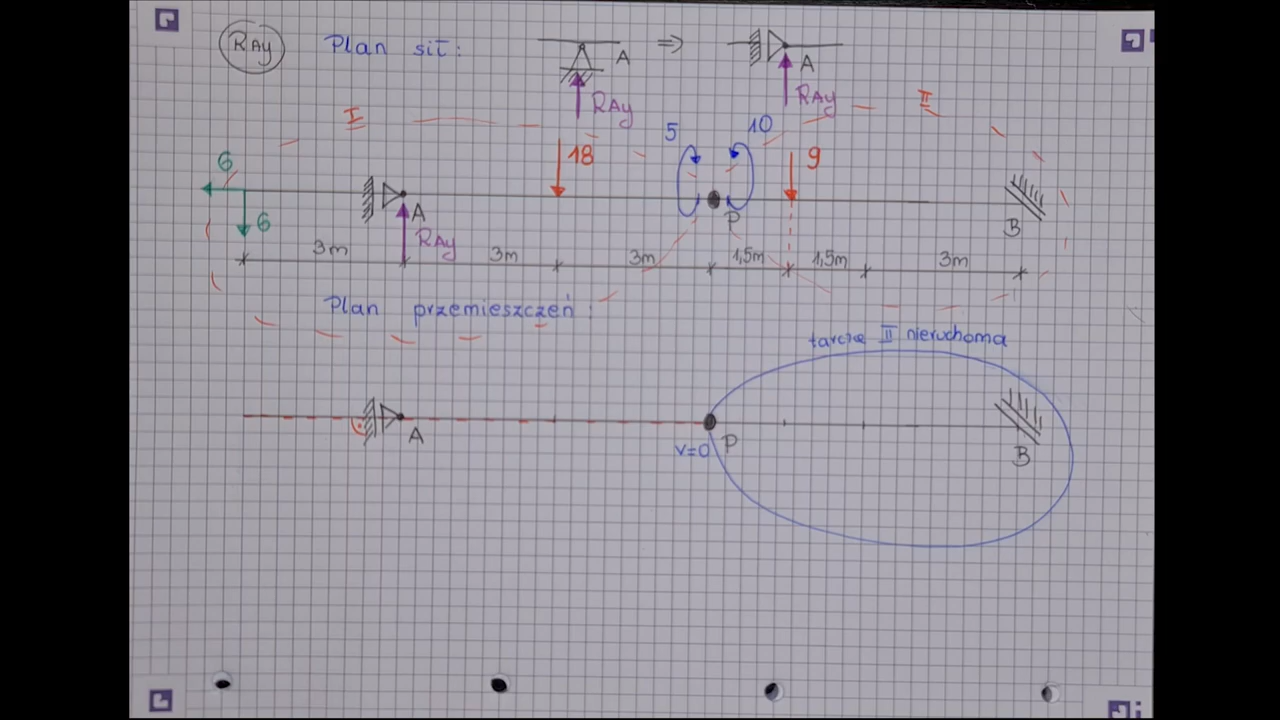 RAy Plan sił: A ⇒ A
RAy RAy
I II
18 5 10 9
6
6 A P B
RAy
3m 3m 3m 1,5m 1,5m 3m
Plan przemieszczeń:
tarcza II nieruchoma
A v=0 P B